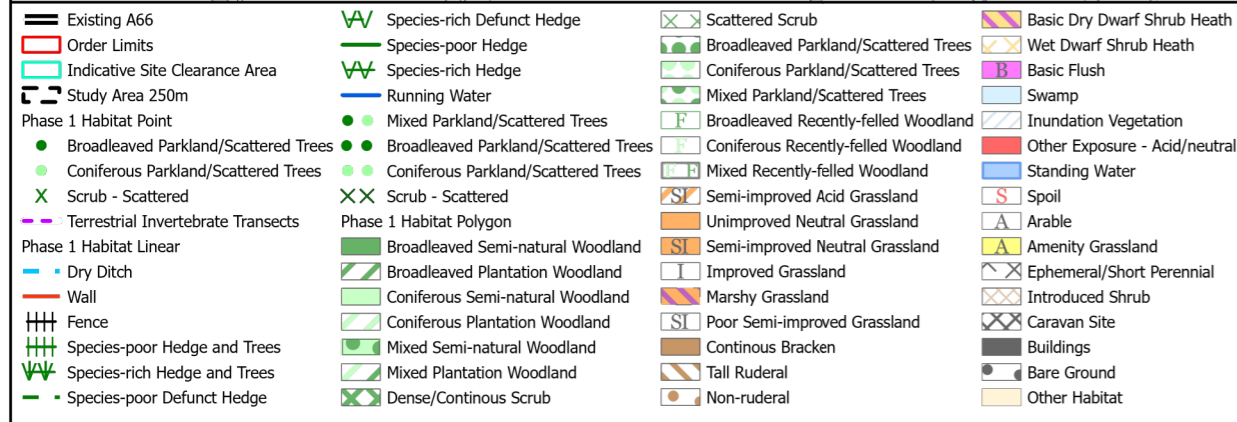 Existing A66
Order Limits
Indicative Site Clearance Area
Study Area 250m
Phase 1 Habitat Point
Broadleaved Parkland/Scattered Trees
Coniferous Parkland/Scattered Trees
X Scrub - Scattered
Terrestrial Invertebrate Transects
Phase 1 Habitat Linear
Dry Ditch
Wall
Fence
Species-poor Hedge and Trees
Species-rich Hedge and Trees
Species-poor Defunct Hedge
Species-rich Defunct Hedge
Species-poor Hedge
Species-rich Hedge
Running Water
Mixed Parkland/Scattered Trees
Broadleaved Parkland/Scattered Trees
Coniferous Parkland/Scattered Trees
XX Scrub - Scattered
Phase 1 Habitat Polygon
Broadleaved Semi-natural Woodland
Broadleaved Plantation Woodland
Coniferous Semi-natural Woodland
Coniferous Plantation Woodland
Mixed Semi-natural Woodland
Mixed Plantation Woodland
Dense/Continous Scrub
Scattered Scrub
Broadleaved Parkland/Scattered Trees
Coniferous Parkland/Scattered Trees
Mixed Parkland/Scattered Trees
F Broadleaved Recently-felled Woodland
F Coniferous Recently-felled Woodland
F F Mixed Recently-felled Woodland
SI Semi-improved Acid Grassland
Unimproved Neutral Grassland
SI Semi-improved Neutral Grassland
I Improved Grassland
Marshy Grassland
SI Poor Semi-improved Grassland
Continous Bracken
Tall Ruderal
Non-ruderal
Basic Dry Dwarf Shrub Heath
Wet Dwarf Shrub Heath
B Basic Flush
Swamp
Inundation Vegetation
Other Exposure - Acid/neutral
Standing Water
S Spoil
A Arable
A Amenity Grassland
Ephemeral/Short Perennial
Introduced Shrub
Caravan Site
Buildings
Bare Ground
Other Habitat